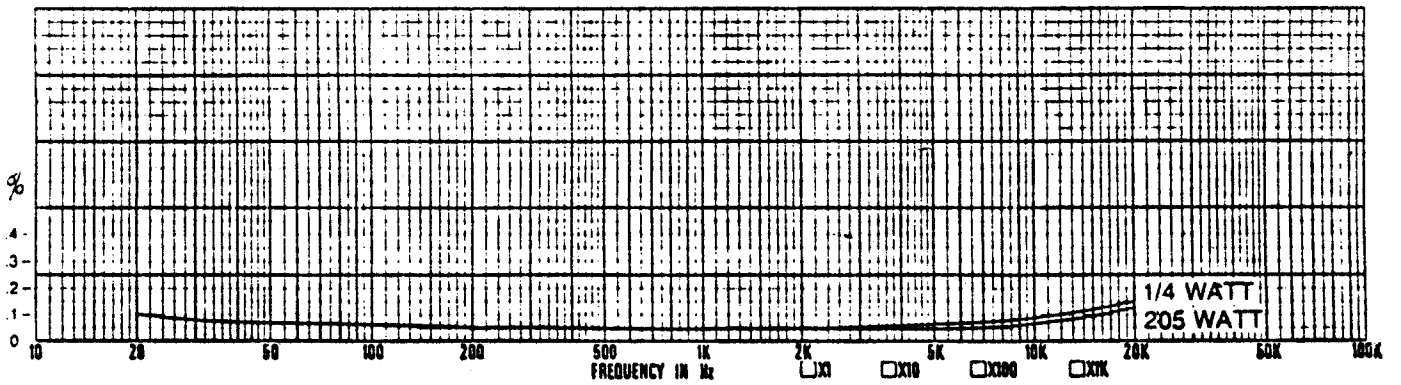 %
.4
.3
.2
.1
0
1/4 WATT
205 WATT
10 20 50 100 200 500 1K 2K 5K 10K 20K 50K 100K
FREQUENCY IN Hz
X1 X10 X100 X1K